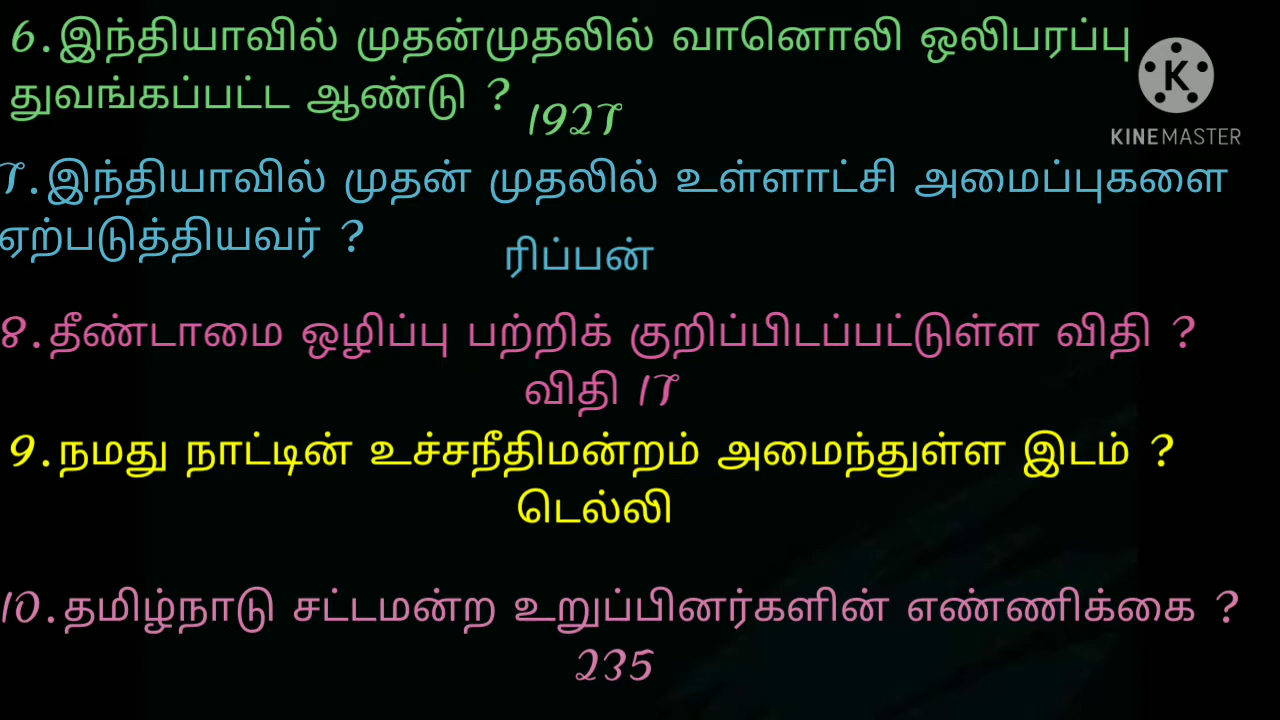 6.இந்தியாவில் முதன்முதலில் வானொலி ஒலிபரப்பு
துவங்கப்பட்ட ஆண்டு ?
1927
KINEMASTER
7.இந்தியாவில் முதன் முதலில் உள்ளாட்சி அமைப்புகளை
ஏற்படுத்தியவர் ?
ரிப்பன்
8.தீண்டாமை ஒழிப்பு பற்றிக் குறிப்பிடப்பட்டுள்ள விதி ?
விதி 17
9.நமது நாட்டின் உச்சநீதிமன்றம் அமைந்துள்ள இடம் ?
டெல்லி
10.தமிழ்நாடு சட்டமன்ற உறுப்பினர்களின் எண்ணிக்கை ?
235